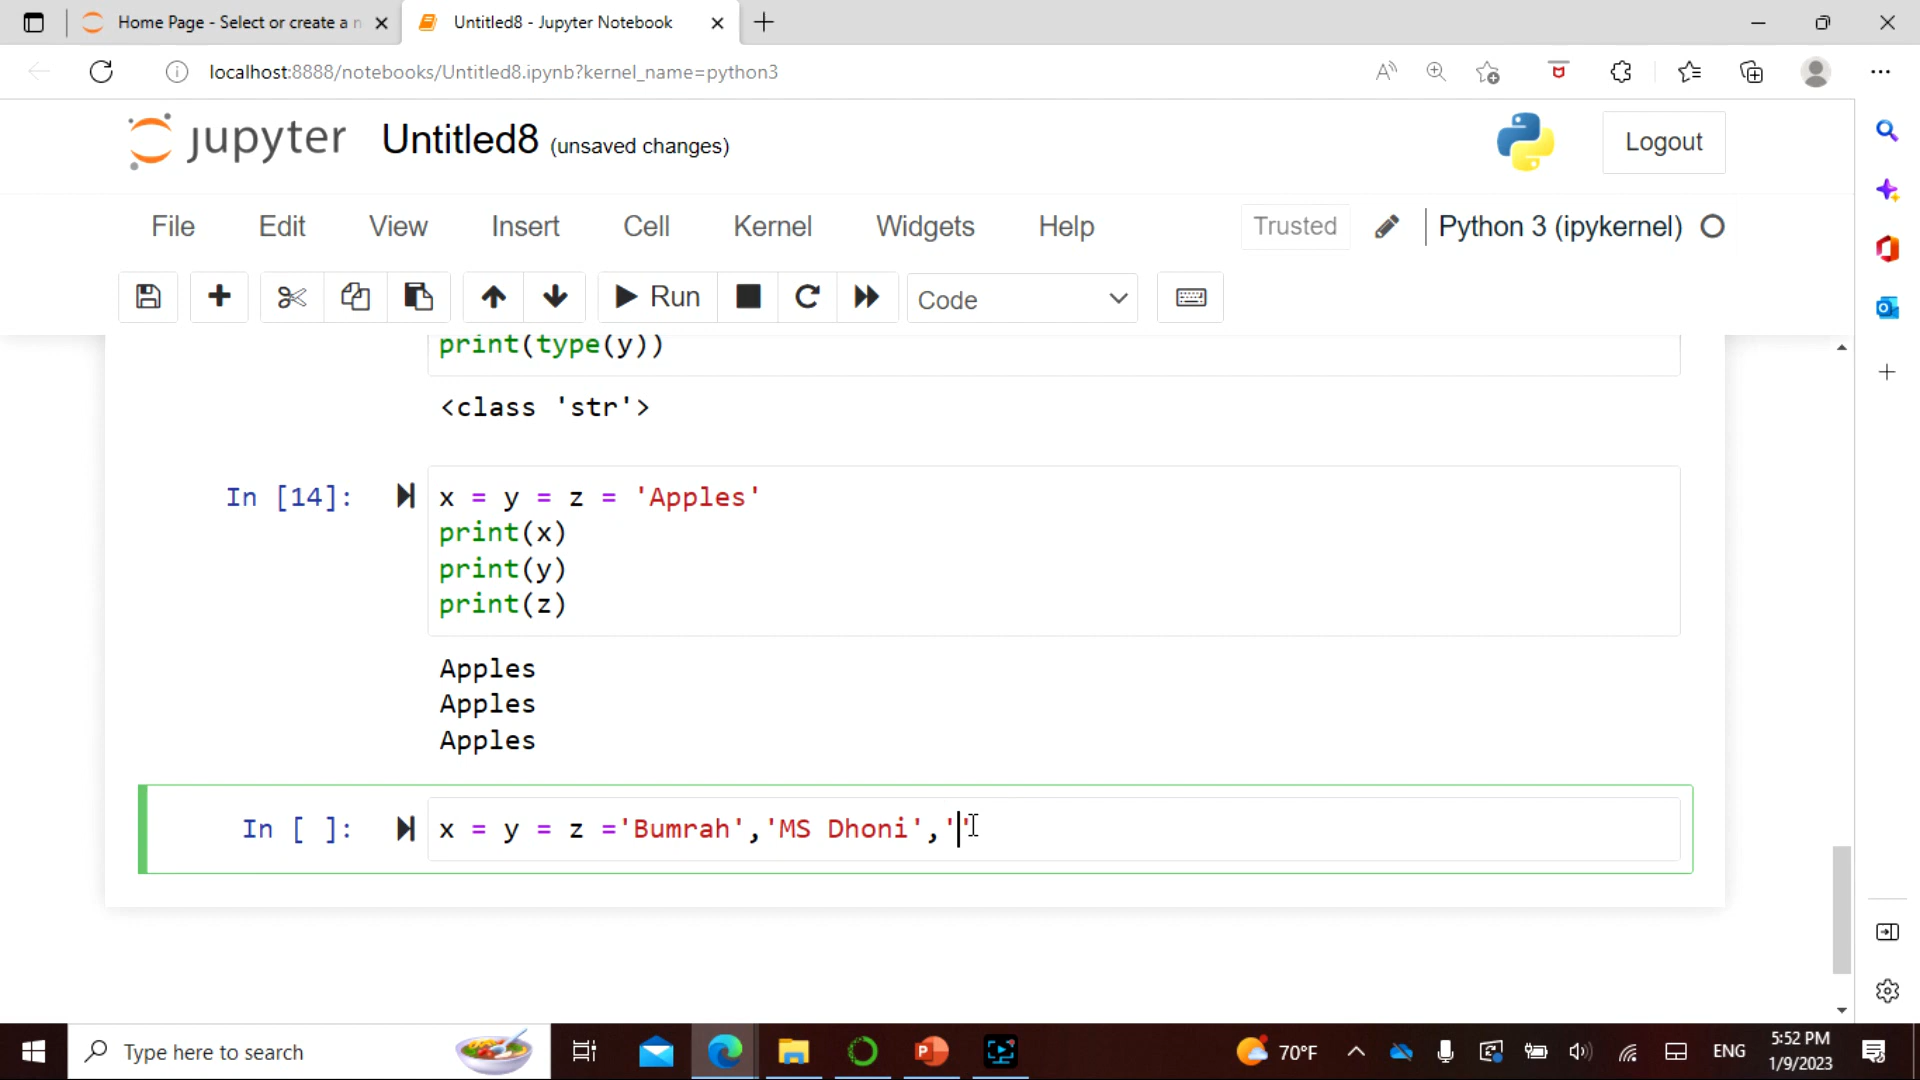 Home Page - Select or create a n
Untitled8 - Jupyter Notebook
localhost:8888/notebooks/Untitled8.ipynb?kernel_name=python3
jupyter Untitled8 (unsaved changes)
Logout
File Edit View Insert Cell Kernel Widgets Help Trusted Python 3 (ipykernel)
Run Code
print(type(y))
<class 'str'>
In [14]: x = y = z = 'Apples'
print(x)
print(y)
print(z)
Apples
Apples
Apples
In [ ]: x = y = z ='Bumrah','MS Dhoni',''
Type here to search
70°F
ENG
5:52 PM
1/9/2023